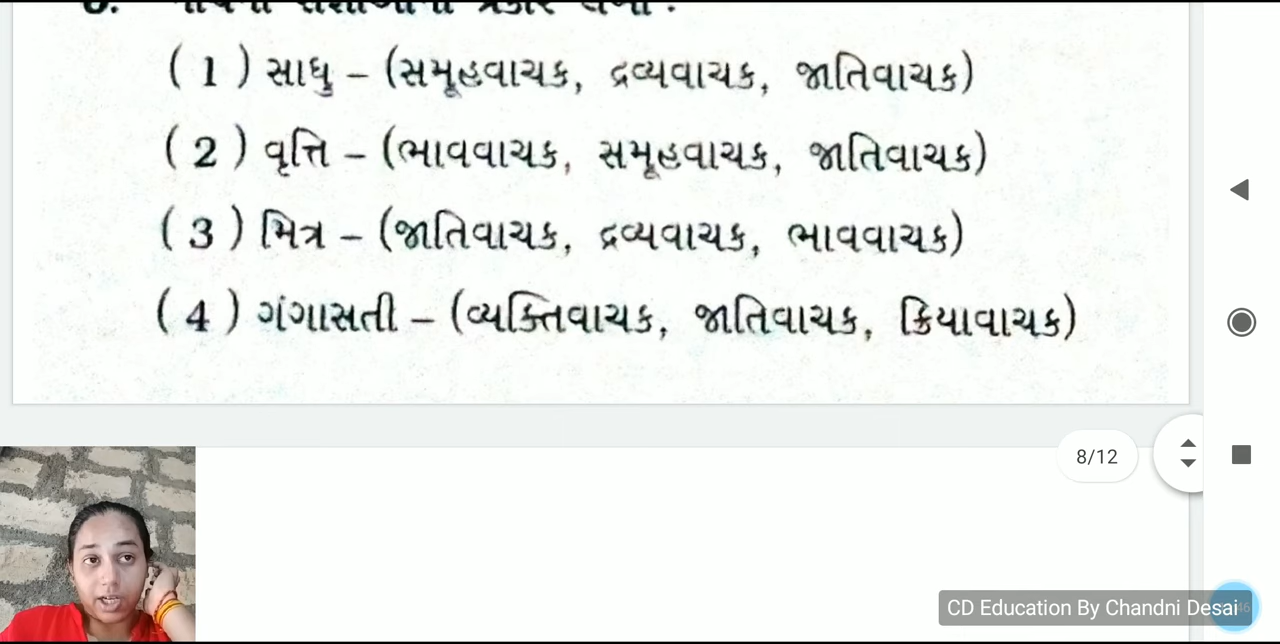 (1) સાધુ – (સમૂહવાચક, દ્રવ્યવાચક, જાતિવાચક)
(2) વૃત્તિ – (ભાવવાચક, સમૂહવાચક, જાતિવાચક)
(3) મિત્ર – (જાતિવાચક, દ્રવ્યવાચક, ભાવવાચક)
(4) ગંગાસતી – (વ્યક્તિવાચક, જાતિવાચક, ક્રિયાવાચક)
8/12
CD Education By Chandni Desai